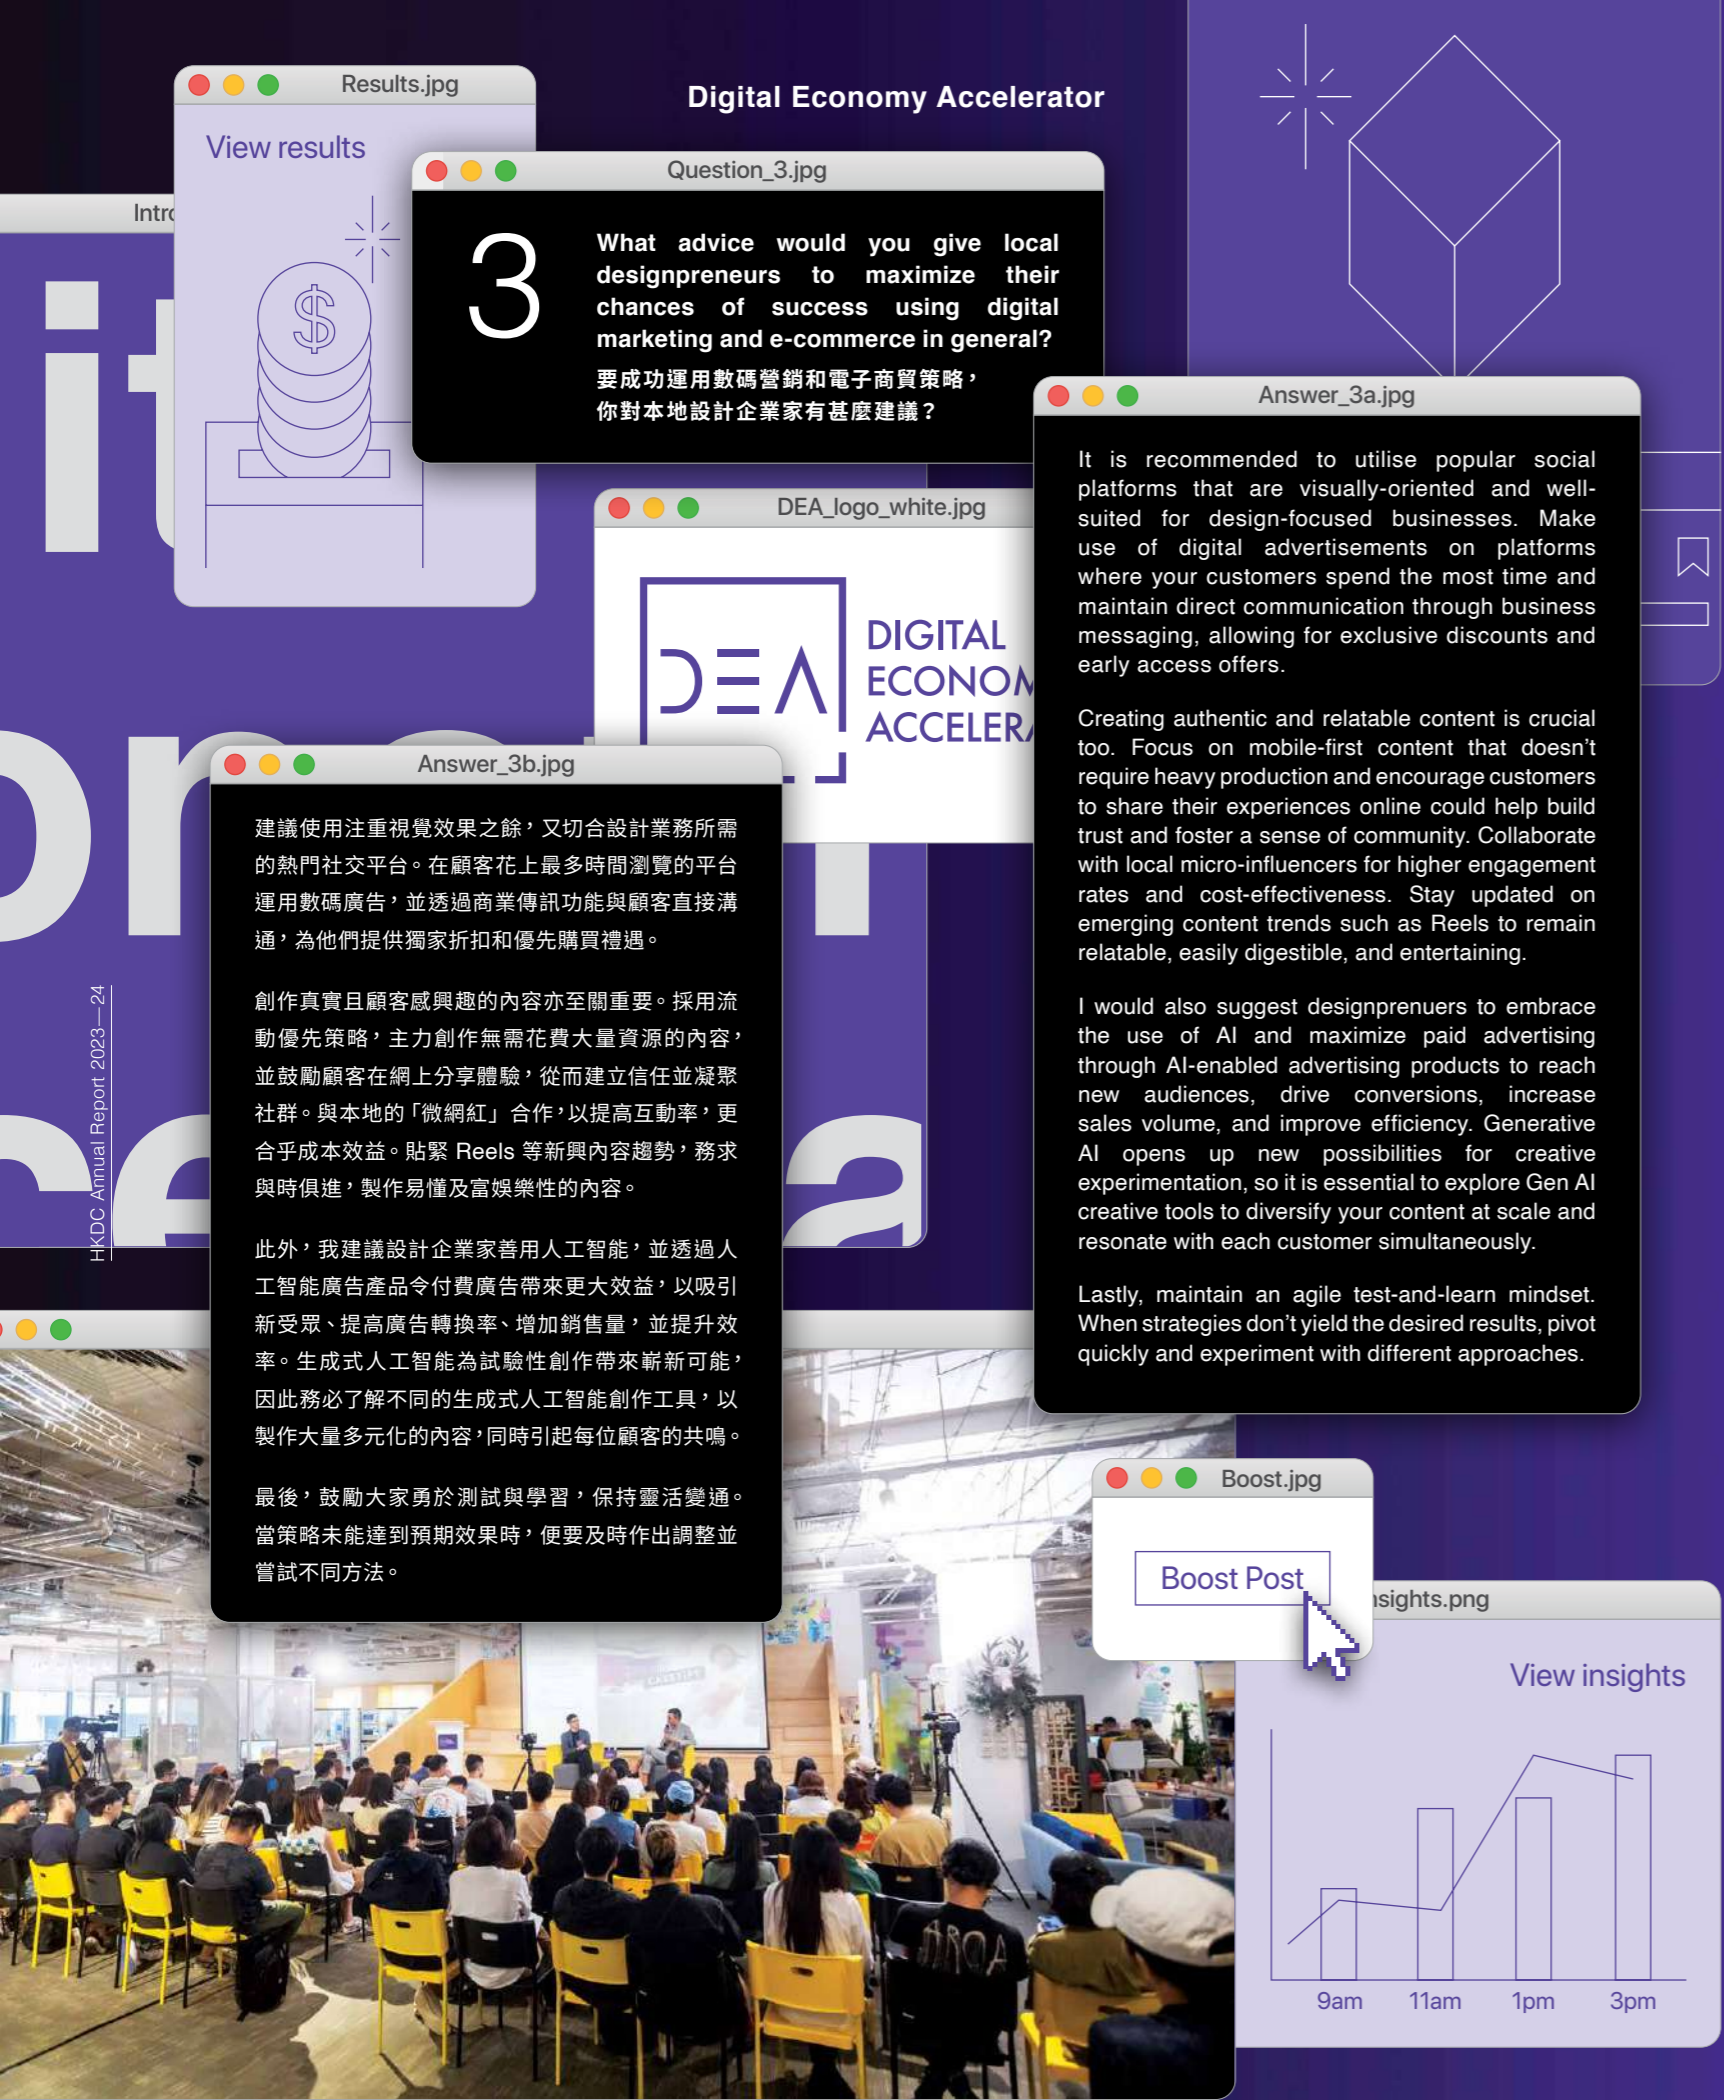 Digital Economy Accelerator
Results.jpg
View results
$
Question_3.jpg
3
What advice would you give local
designpreneurs to maximize their
chances of success using digital
marketing and e-commerce in general?
要成功運用數碼營銷和電子商貿策略，
你對本地設計企業家有甚麼建議？
Answer_3a.jpg
It is recommended to utilise popular social
platforms that are visually-oriented and well-
suited for design-focused businesses. Make
use of digital advertisements on platforms
where your customers spend the most time and
maintain direct communication through business
messaging, allowing for exclusive discounts and
early access offers.
Creating authentic and relatable content is crucial
too. Focus on mobile-first content that doesn’t
require heavy production and encourage customers
to share their experiences online could help build
trust and foster a sense of community. Collaborate
with local micro-influencers for higher engagement
rates and cost-effectiveness. Stay updated on
emerging content trends such as Reels to remain
relatable, easily digestible, and entertaining.
I would also suggest designprenuers to embrace
the use of AI and maximize paid advertising
through AI-enabled advertising products to reach
new audiences, drive conversions, increase
sales volume, and improve efficiency. Generative
AI opens up new possibilities for creative
experimentation, so it is essential to explore Gen AI
creative tools to diversify your content at scale and
resonate with each customer simultaneously.
Lastly, maintain an agile test-and-learn mindset.
When strategies don’t yield the desired results, pivot
quickly and experiment with different approaches.
DEA_logo_white.jpg
DEA
DIGITAL
ECONOM
ACCELERA
Answer_3b.jpg
建議使用注重視覺效果之餘，又切合設計業務所需
的熱門社交平台。在顧客花上最多時間瀏覽的平台
運用數碼廣告，並透過商業傳訊功能與顧客直接溝
通，為他們提供獨家折扣和優先購買禮遇。
創作真實且顧客感興趣的內容亦至關重要。採用流
動優先策略，主力創作無需花費大量資源的內容，
並鼓勵顧客在網上分享體驗，從而建立信任並凝聚
社群。與本地的「微網紅」合作，以提高互動率，更
合乎成本效益。貼緊 Reels 等新興內容趨勢，務求
與時俱進，製作易懂及富娛樂性的內容。
此外，我建議設計企業家善用人工智能，並透過人
工智能廣告產品令付費廣告帶來更大效益，以吸引
新受眾、提高廣告轉換率、增加銷售量，並提升效
率。生成式人工智能為試驗性創作帶來嶄新可能，
因此務必了解不同的生成式人工智能創作工具，以
製作大量多元化的內容，同時引起每位顧客的共鳴。
最後，鼓勵大家勇於測試與學習，保持靈活變通。
當策略未能達到預期效果時，便要及時作出調整並
嘗試不同方法。
Intro
it
HKDC Annual Report 2023—24
Boost.jpg
Boost Post
nsights.png
View insights
9am 11am 1pm 3pm